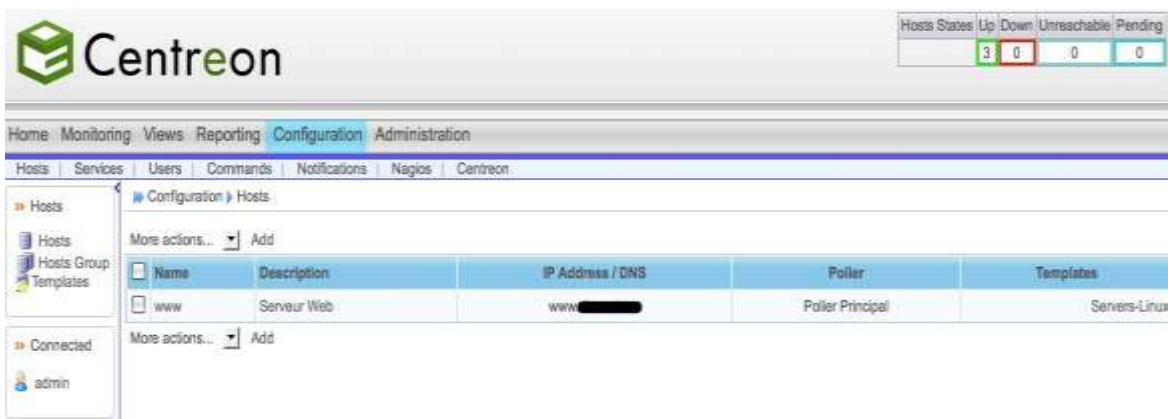 Centreon
Hosts States Up Down Unreachable Pending
3 0 0 0
Home Monitoring Views Reporting Configuration Administration
Hosts | Services | Users | Commands | Notifications | Nagios | Centreon
Hosts
Hosts
Hosts Group
Templates
Connected
admin
Configuration Hosts
More actions... Add
Name Description IP Address / DNS Poller Templates
www Serveur Web www Poller Principal Servers-Linux
More actions... Add